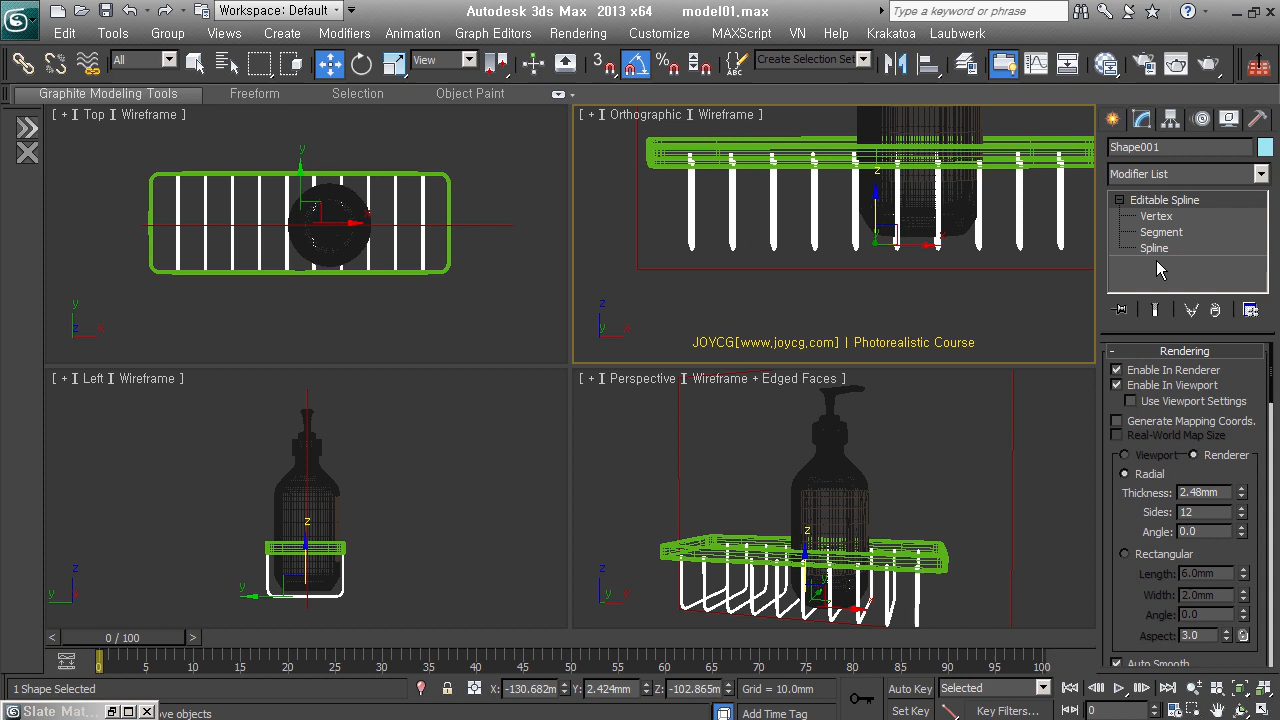 Workspace: Default
Autodesk 3ds Max 2013 x64 model01.max
Type a keyword or phrase
Edit Tools Group Views Create Modifiers Animation Graph Editors Rendering Customize MAXScript VN Help Krakatoa Laubwerk
All
View
Create Selection Set
Graphite Modeling Tools Freeform Selection Object Paint
[ + ] Top ] Wireframe ]
[ + ] Orthographic ] Wireframe ]
Shape001
Modifier List
Editable Spline
Vertex
Segment
Spline
JOYCG[www.joycg.com] | Photorealistic Course
[ + ] Left ] Wireframe ]
[ + ] Perspective ] Wireframe + Edged Faces ]
- Rendering
Enable In Renderer
Enable In Viewport
Use Viewport Settings
Generate Mapping Coords.
Real-World Map Size
Viewport Renderer
Radial
Thickness: 2.48mm
Sides: 12
Angle: 0.0
Rectangular
Length: 6.0mm
Width: 2.0mm
Angle: 0.0
Aspect: 3.0
Auto Smooth
< 0 / 100 >
0 5 10 15 20 25 30 35 40 45 50 55 60 65 70 75 80 85 90 95 100
1 Shape Selected
X: -130.682m Y: 2.424mm Z: -102.865m Grid = 10.0mm
Auto Key Selected
Slate Mat...
ve objects
Add Time Tag
Set Key Key Filters...
0